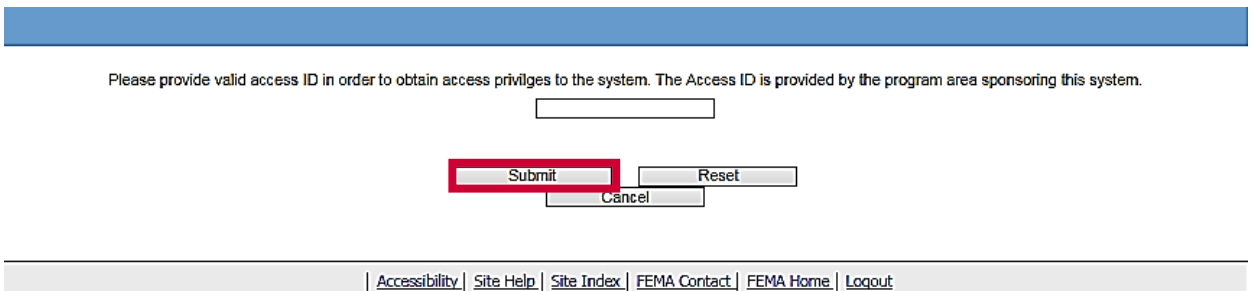 Please provide valid access ID in order to obtain access privilges to the system. The Access ID is provided by the program area sponsoring this system.
Submit Reset
Cancel
| Accessibility | Site Help | Site Index | FEMA Contact | FEMA Home | Logout